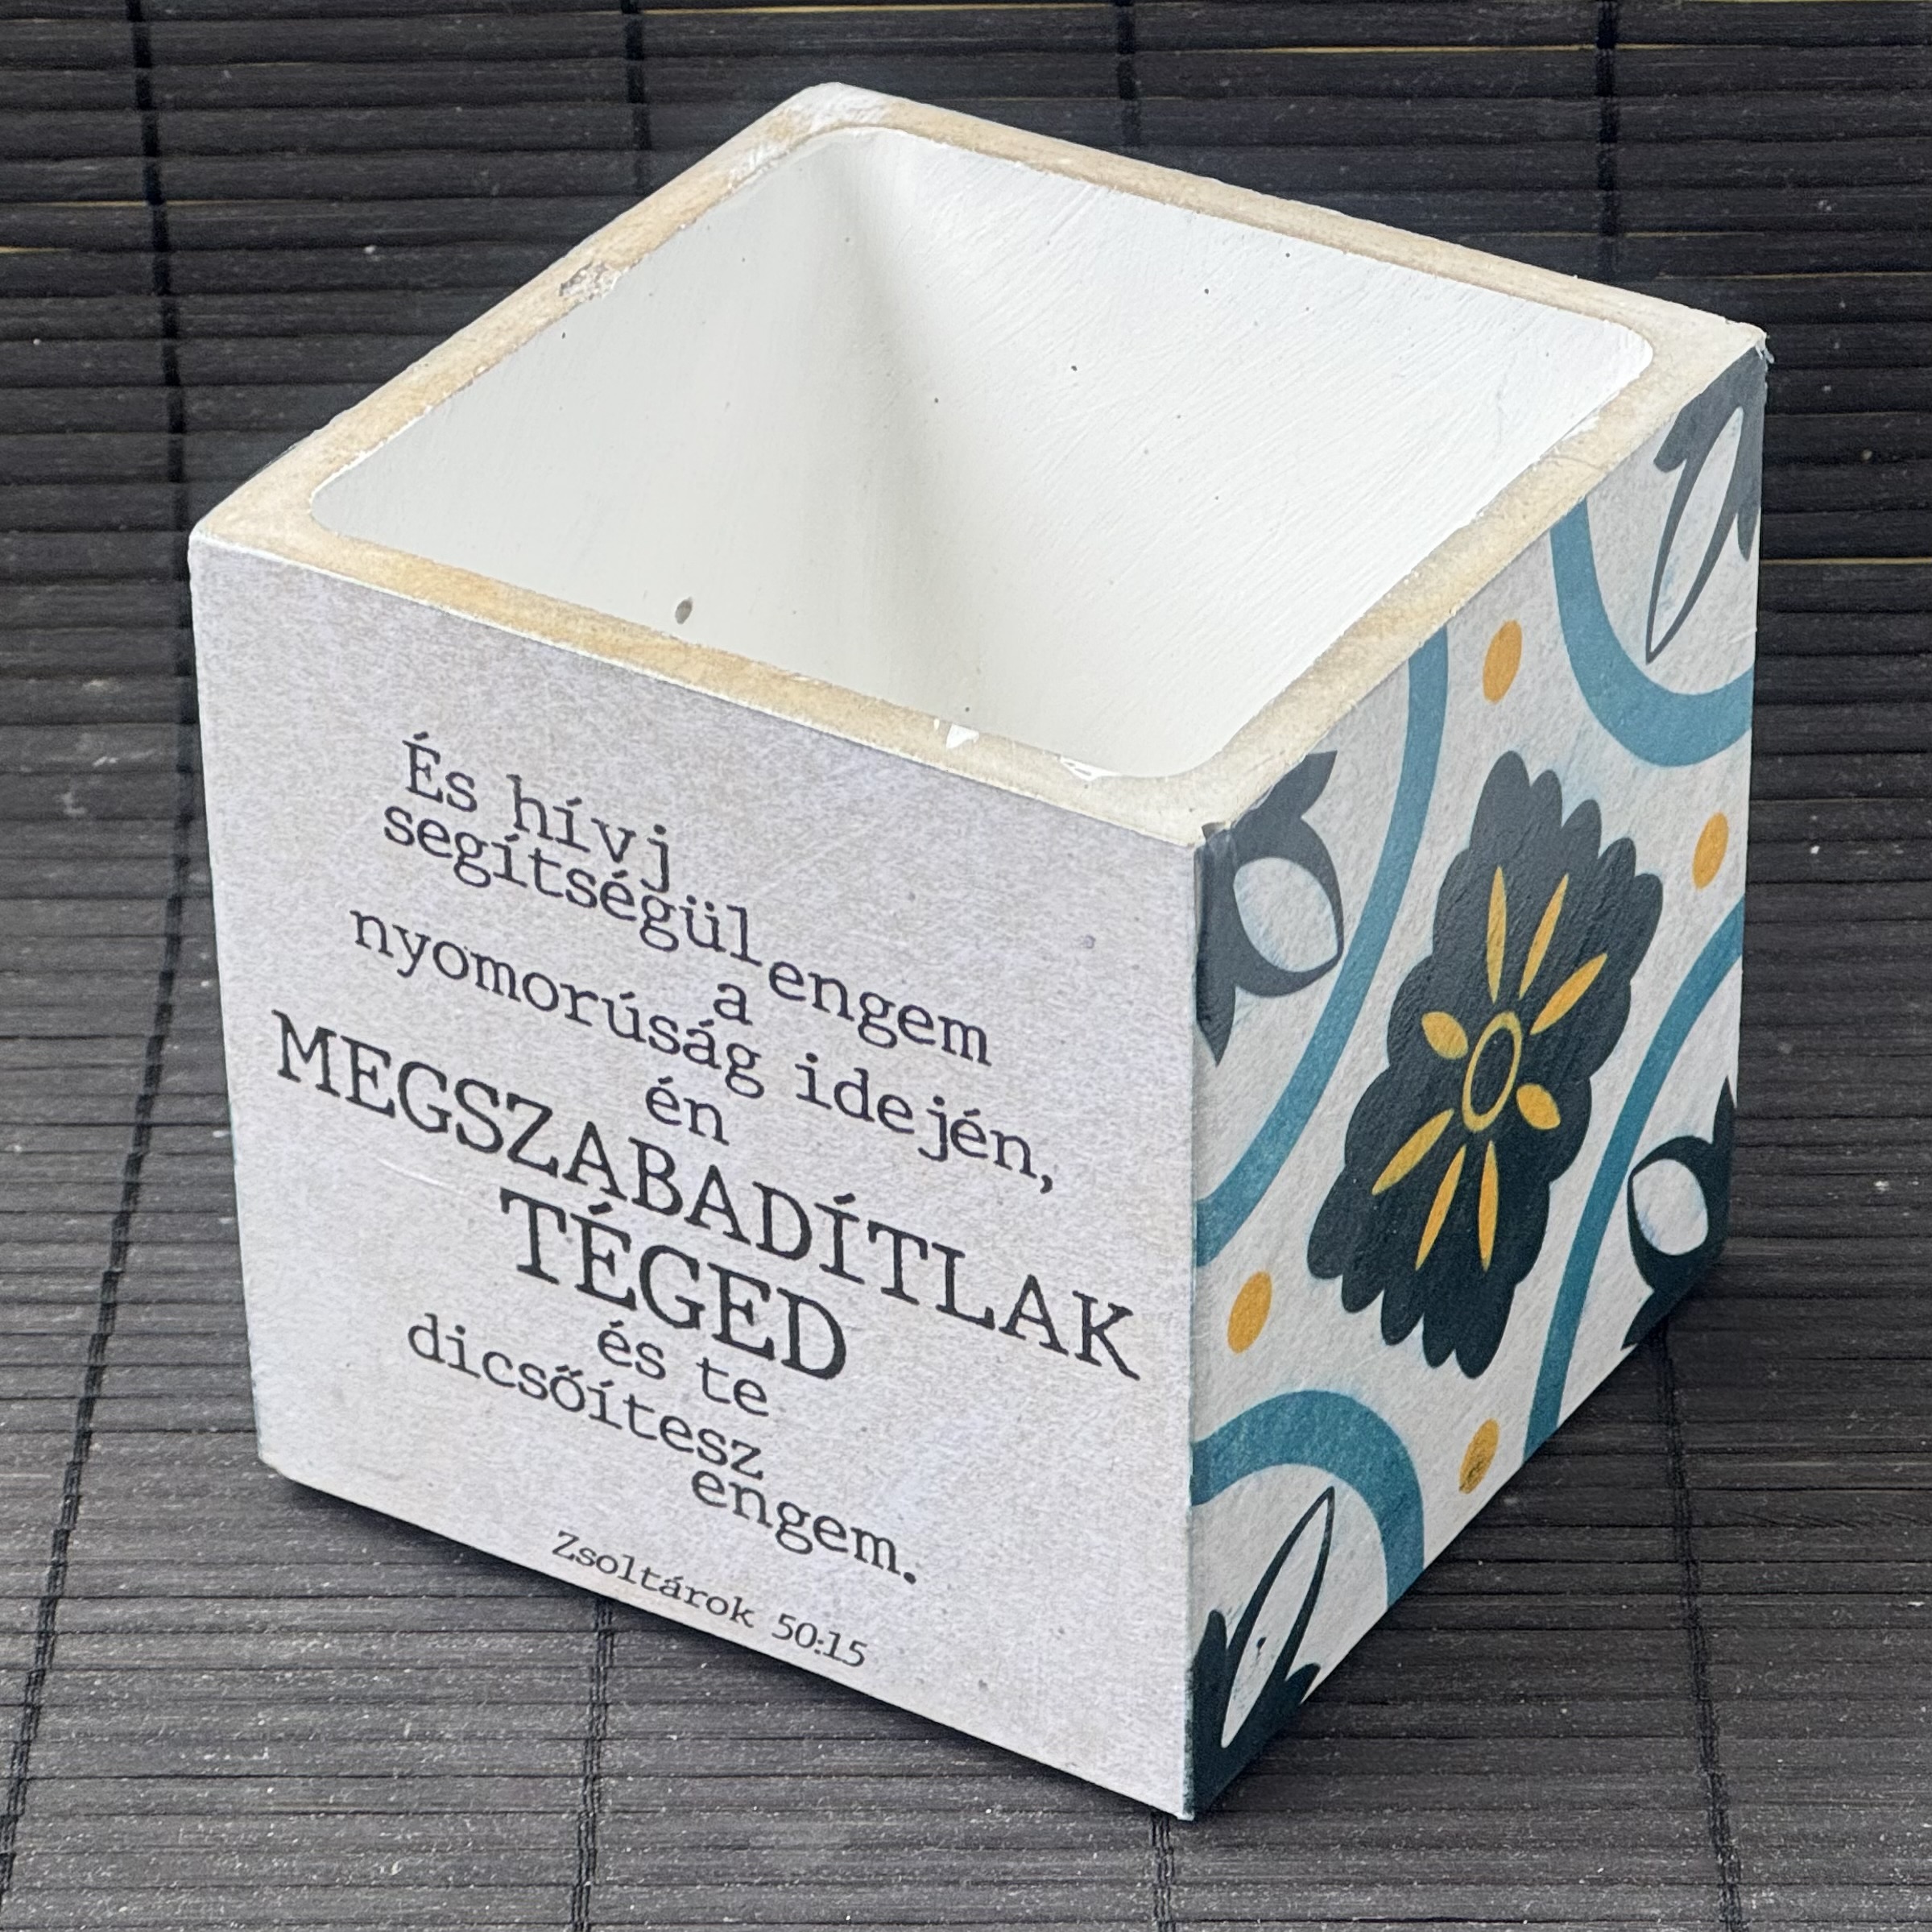 És hívj
segítségül engem
a
nyomorúság idején,
én
MEGSZABADÍTLAK
TÉGED
és te
dicsőítesz
engem.
Zsoltárok 50:15